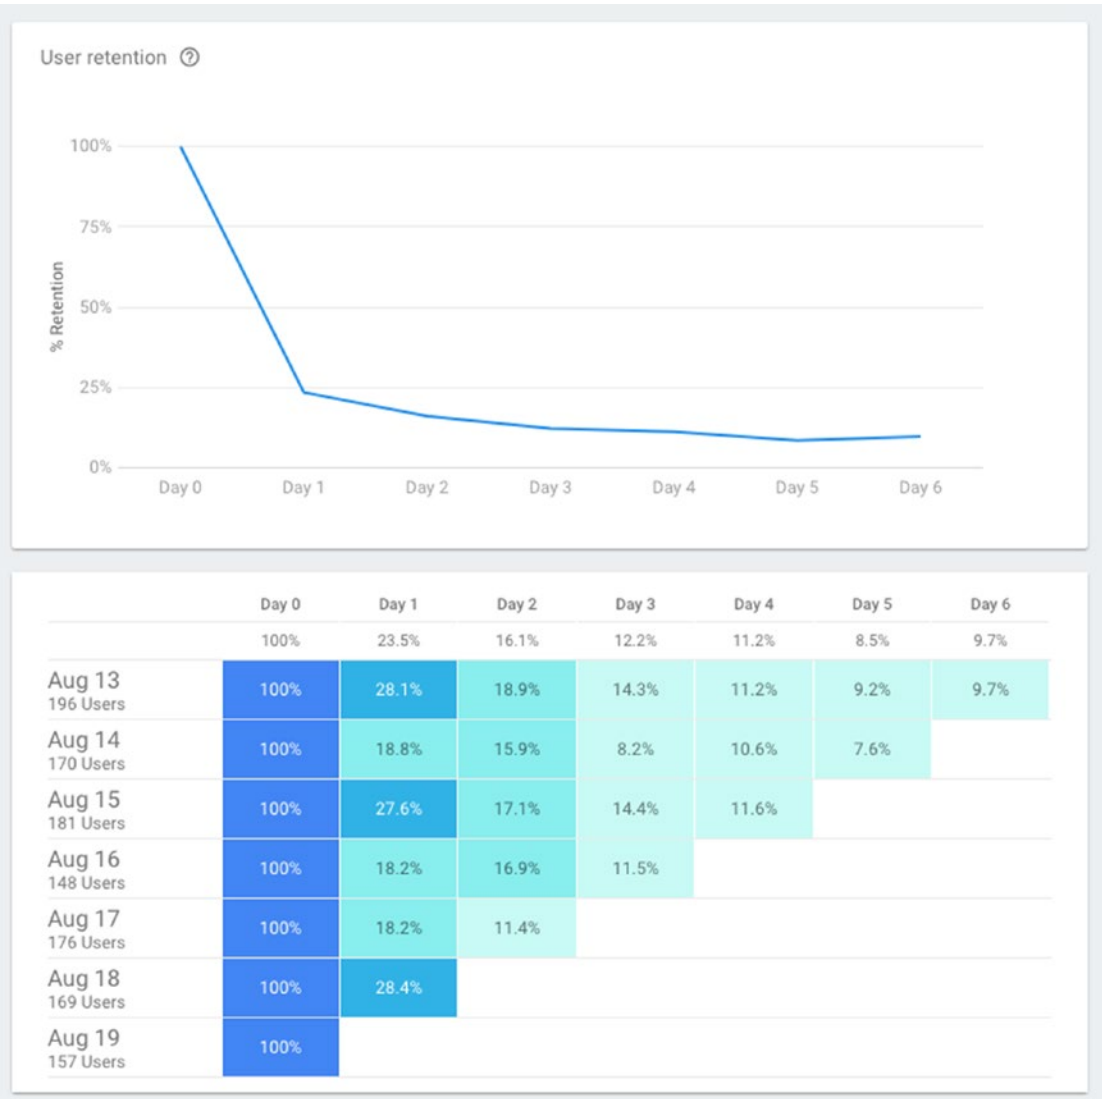 User retention ?
100%
75%
50%
25%
0%
% Retention
Day 0 Day 1 Day 2 Day 3 Day 4 Day 5 Day 6
Day 0 Day 1 Day 2 Day 3 Day 4 Day 5 Day 6
100% 23.5% 16.1% 12.2% 11.2% 8.5% 9.7%
Aug 13
196 Users
100% 28.1% 18.9% 14.3% 11.2% 9.2% 9.7%
Aug 14
170 Users
100% 18.8% 15.9% 8.2% 10.6% 7.6%
Aug 15
181 Users
100% 27.6% 17.1% 14.4% 11.6%
Aug 16
148 Users
100% 18.2% 16.9% 11.5%
Aug 17
176 Users
100% 18.2% 11.4%
Aug 18
169 Users
100% 28.4%
Aug 19
157 Users
100%